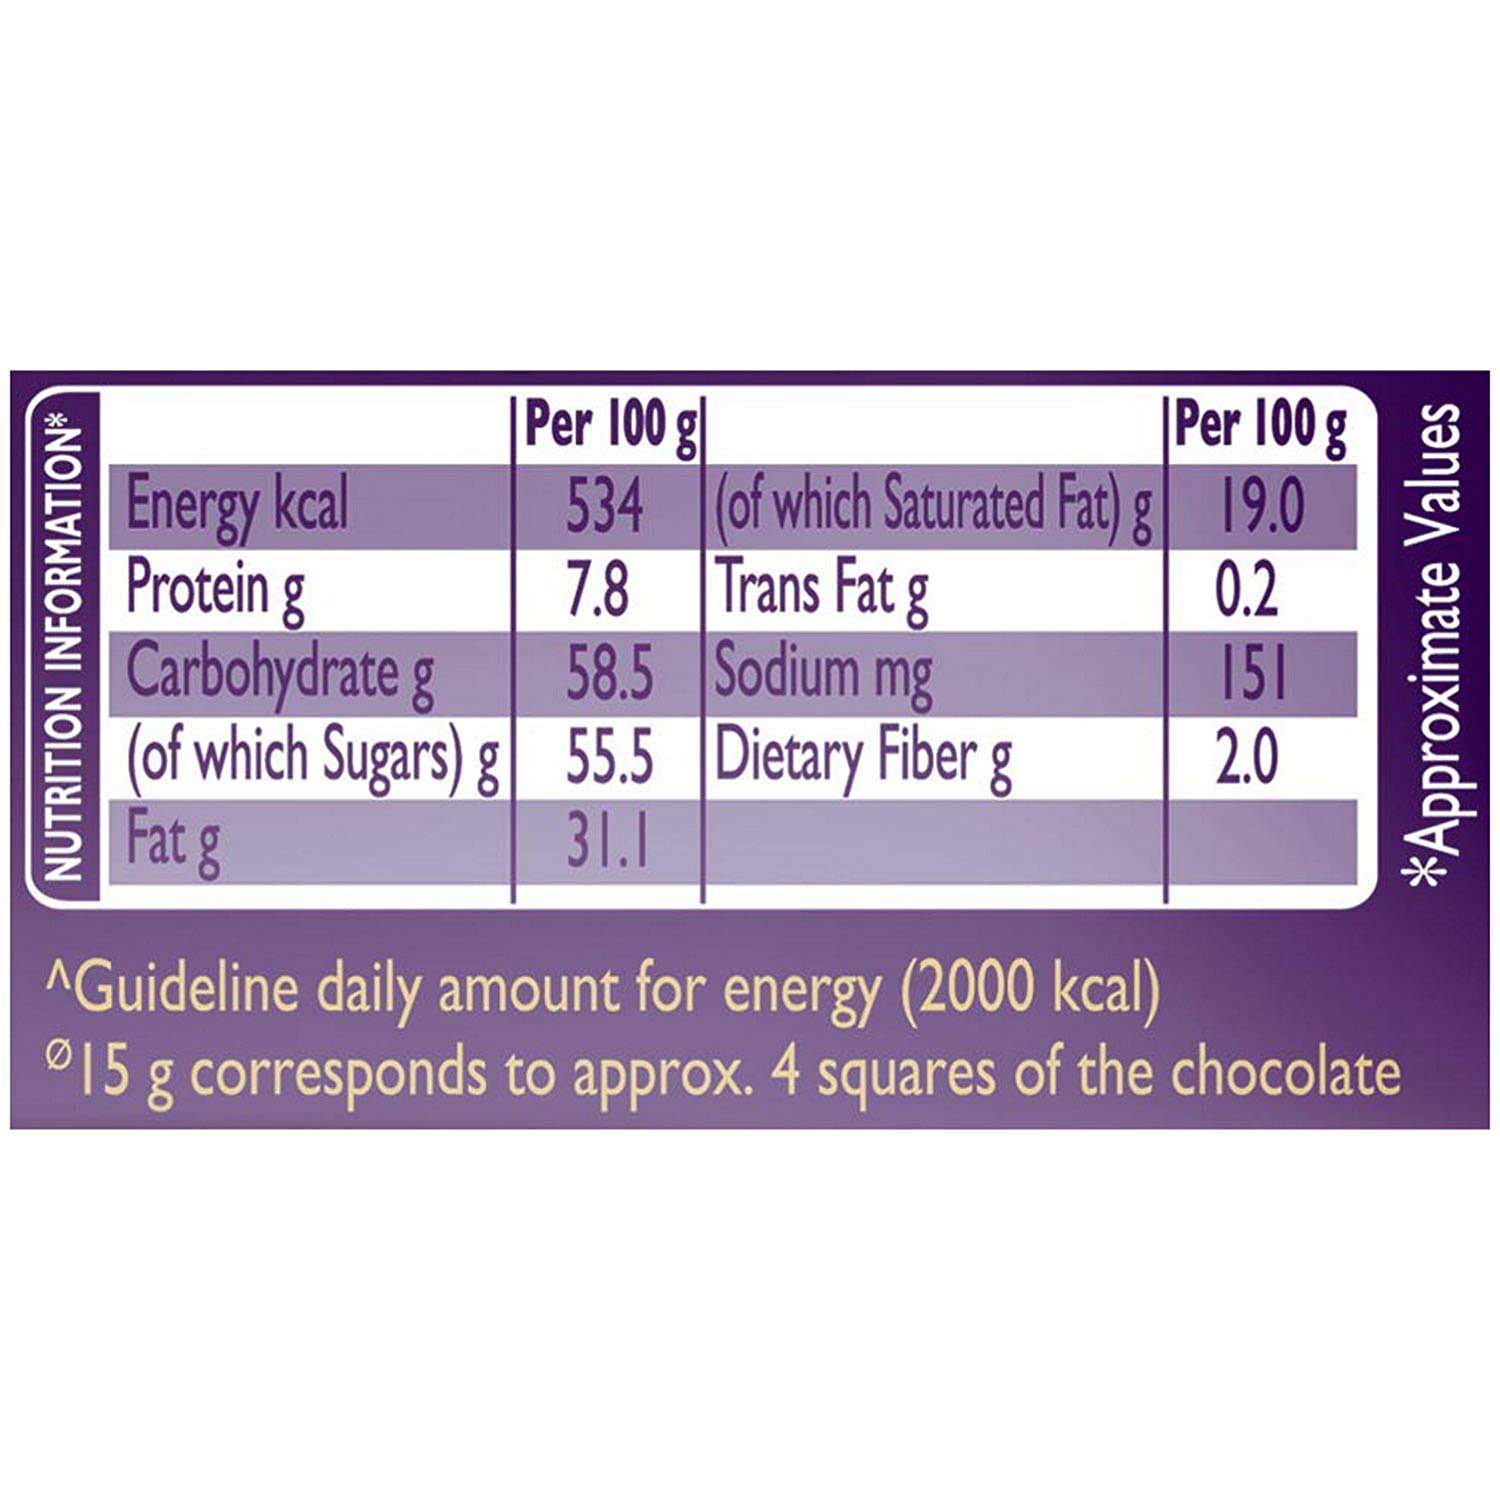 NUTRITION INFORMATION*
Per 100 g Per 100 g
Energy kcal 534 (of which Saturated Fat) g 19.0
Protein g 7.8 Trans Fat g 0.2
Carbohydrate g 58.5 Sodium mg 151
(of which Sugars) g 55.5 Dietary Fiber g 2.0
Fat g 31.1
*Approximate Values
^Guideline daily amount for energy (2000 kcal)
Ø15 g corresponds to approx. 4 squares of the chocolate